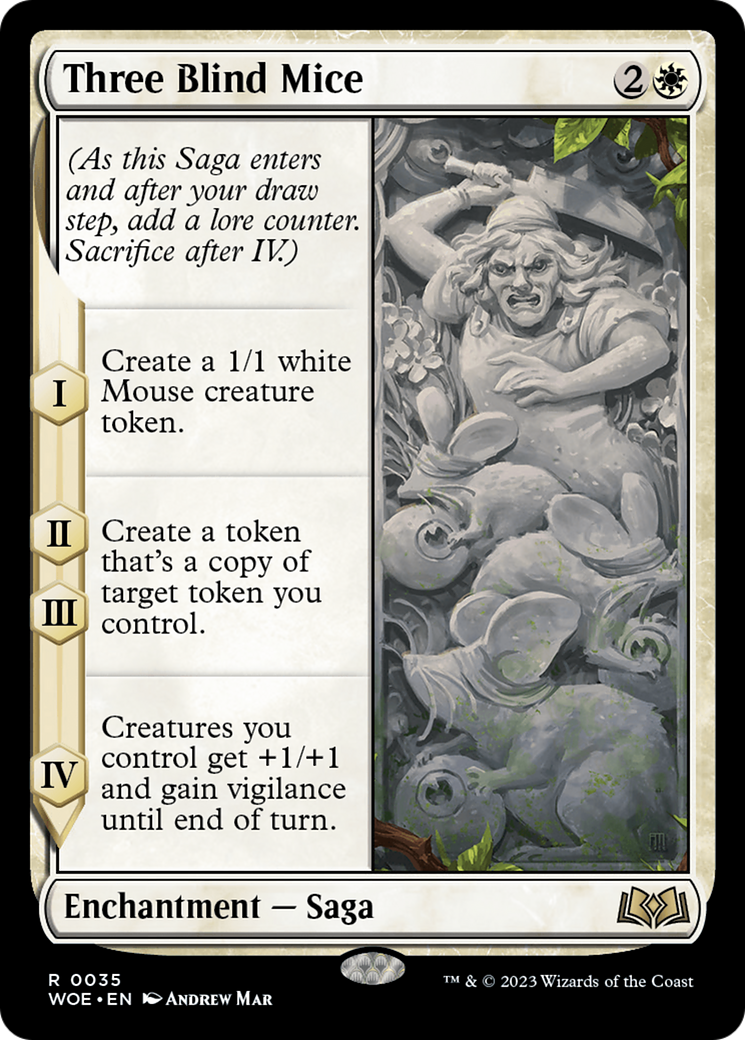 Three Blind Mice 2
(As this Saga enters
and after your draw
step, add a lore counter.
Sacrifice after IV.)
I
Create a 1/1 white
Mouse creature
token.
II
III
Create a token
that's a copy of
target token you
control.
IV
Creatures you
control get +1/+1
and gain vigilance
until end of turn.
Enchantment — Saga
R 0035
WOE • EN Andrew Mar
™ & © 2023 Wizards of the Coast